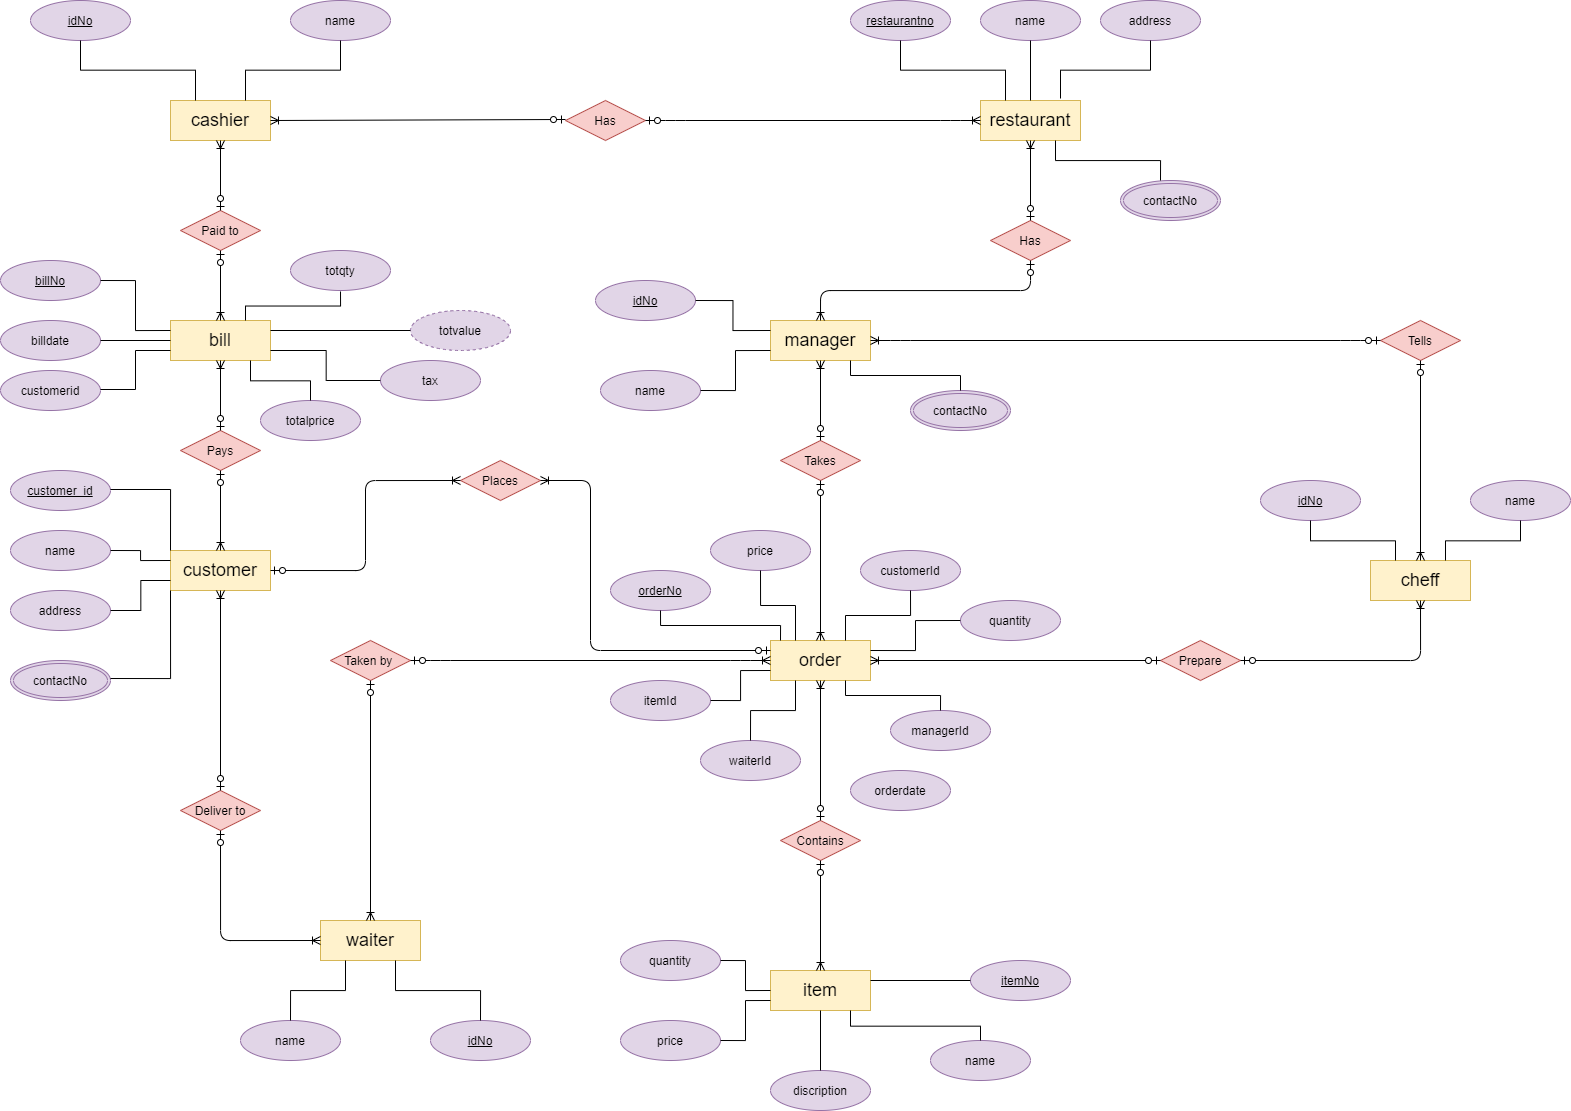 idNo
name
restaurantno
name
address
cashier
Has
restaurant
contactNo
Paid to
Has
totqty
billNo
idNo
totvalue
billdate
bill
manager
Tells
tax
customerid
name
contactNo
totalprice
Pays
Takes
Places
customer_id
idNo
name
name
price
customer
customerId
cheff
orderNo
address
quantity
Taken by
order
Prepare
contactNo
itemId
managerId
waiterId
orderdate
Deliver to
Contains
waiter
quantity
itemNo
item
name
idNo
price
name
discription